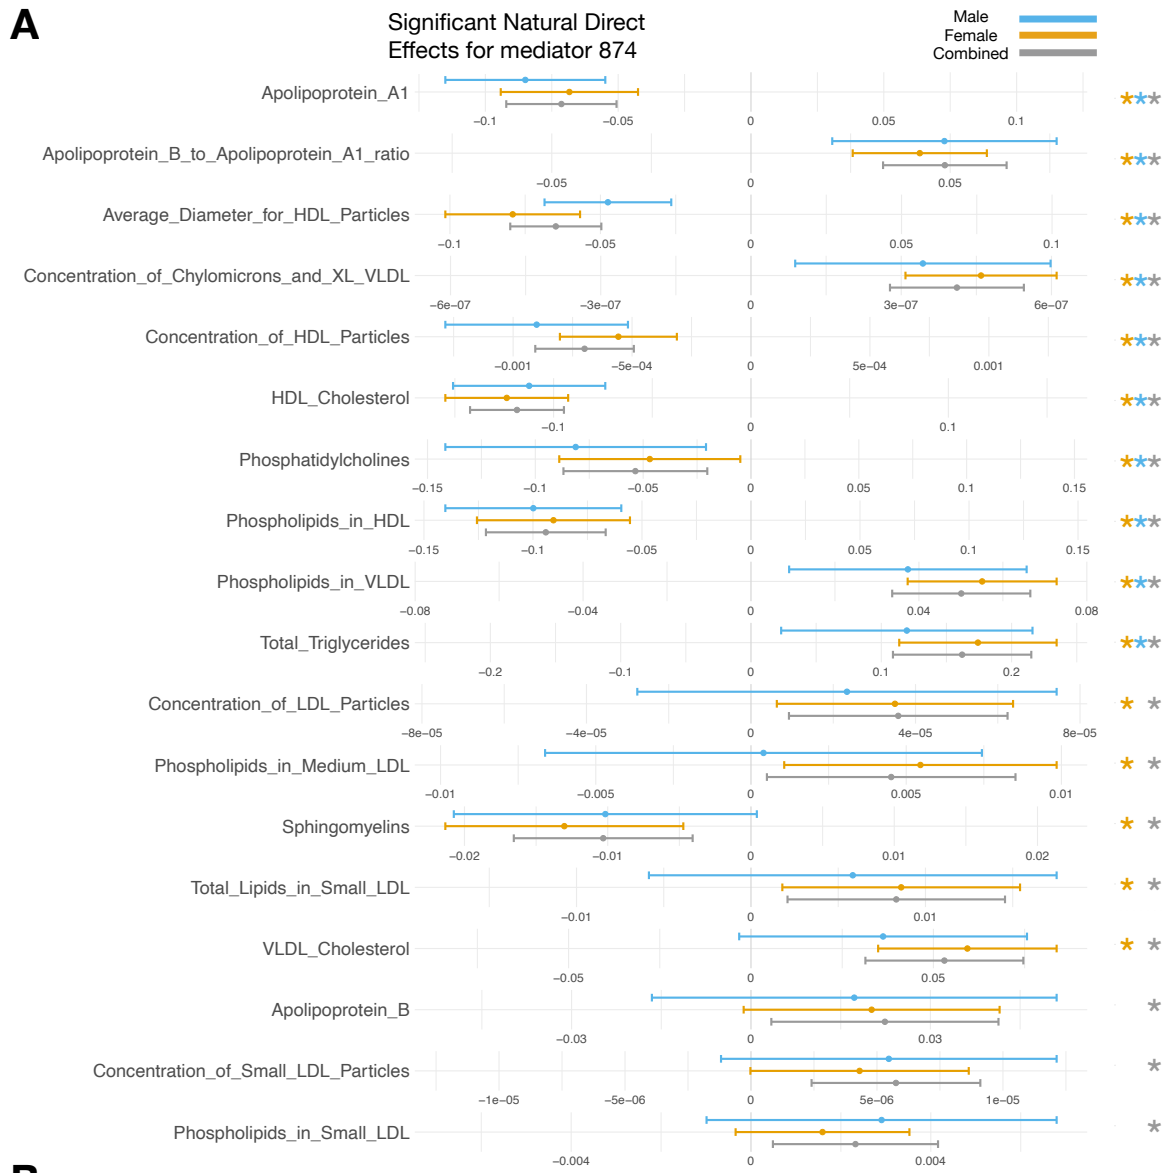 A
Significant Natural Direct
Effects for mediator 874
Male
Female
Combined
Apolipoprotein_A1
−0.1 −0.05 0 0.05 0.1
Apolipoprotein_B_to_Apolipoprotein_A1_ratio
−0.05 0 0.05
Average_Diameter_for_HDL_Particles
−0.1 −0.05 0 0.05 0.1
Concentration_of_Chylomicrons_and_XL_VLDL
−6e−07 −3e−07 0 3e−07 6e−07
Concentration_of_HDL_Particles
−0.001 −5e−04 0 5e−04 0.001
HDL_Cholesterol
−0.1 0 0.1
Phosphatidylcholines
−0.15 −0.1 −0.05 0 0.05 0.1 0.15
Phospholipids_in_HDL
−0.15 −0.1 −0.05 0 0.05 0.1 0.15
Phospholipids_in_VLDL
−0.08 −0.04 0 0.04 0.08
Total_Triglycerides
−0.2 −0.1 0 0.1 0.2
Concentration_of_LDL_Particles
−8e−05 −4e−05 0 4e−05 8e−05
Phospholipids_in_Medium_LDL
−0.01 −0.005 0 0.005 0.01
Sphingomyelins
−0.02 −0.01 0 0.01 0.02
Total_Lipids_in_Small_LDL
−0.01 0 0.01
VLDL_Cholesterol
−0.05 0 0.05
Apolipoprotein_B
−0.03 0 0.03
Concentration_of_Small_LDL_Particles
−1e−05 −5e−06 0 5e−06 1e−05
Phospholipids_in_Small_LDL
−0.004 0 0.004